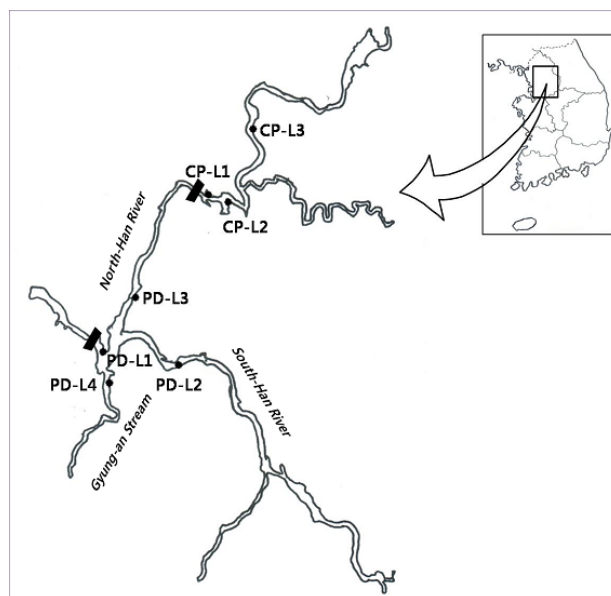 CP-L3
CP-L1
CP-L2
North-Han River
PD-L3
PD-L1
PD-L2
PD-L4
South-Han River
Gyung-an Stream